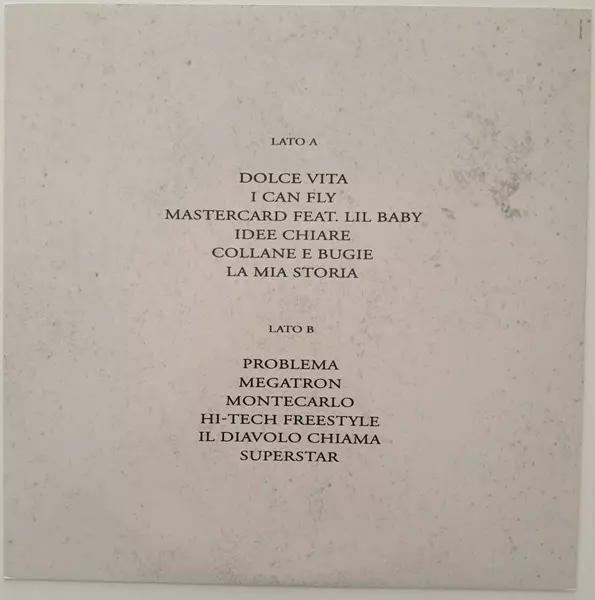 LATO A
DOLCE VITA
I CAN FLY
MASTERCARD FEAT. LIL BABY
IDEE CHIARE
COLLANE E BUGIE
LA MIA STORIA
LATO B
PROBLEMA
MEGATRON
MONTECARLO
HI-TECH FREESTYLE
IL DIAVOLO CHIAMA
SUPERSTAR